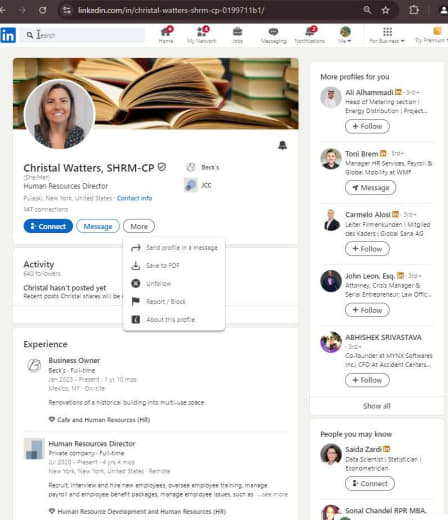 linkedin.com/in/christal-watters-shrm-cp-0199711b1/
in
Search
Home
My Network
Jobs
Messaging
Notifications
Me
For Business
Try Premium f
Christal Watters, SHRM-CP
(She/Her)
Human Resources Director
Pulaski, New York, United States · Contact info
147 connections
Beck's
JCC
Connect
Message
More
Send profile in a message
Save to PDF
Unfollow
Report / Block
About this profile
Activity
640 followers
Christal hasn't posted yet
Recent posts Christal shares will be
Experience
Business Owner
Beck's · Full-time
Jan 2023 - Present · 1 yr 10 mos
Mexico, NY · On-site
Renovations of a historical building into multi-use space
Cafe and Human Resources (HR)
Human Resources Director
Private company · Full-time
Jul 2020 - Present · 4 yrs 4 mos
New York, New York, United States · Remote
Recruit, interview and hire new employees, oversee employee training, manage
payroll and employee benefit packages, manage employee issues, such as ...see more
Human Resource Development and Human Resources (HR)
More profiles for you
Ali Alhammadi in · 3rd+
Head of Metering section |
Energy Distribution | Project...
+ Follow
Toni Brem in · 3rd+
Manager HR Services, Payroll &
Global Mobility at WMF
Message
Carmelo Alosi in · 3rd+
Leiter Firmenkunden | Mitglied
des Kaders | Global Sana AG
+ Follow
John Leon, Esq. in · 3rd+
Attorney, Crisis Manager &
Serial Entrepreneur; Law Offic...
+ Follow
ABHISHEK SRIVASTAVA
· 3rd+
Co-founder at MYNX Softwares
Inc| CFO At Accident Centers...
+ Follow
Show all
People you may know
Saida Zardi in
Data Scientist | Statistician |
Econometrician
Connect
Sonal Chandel RPR MBA.